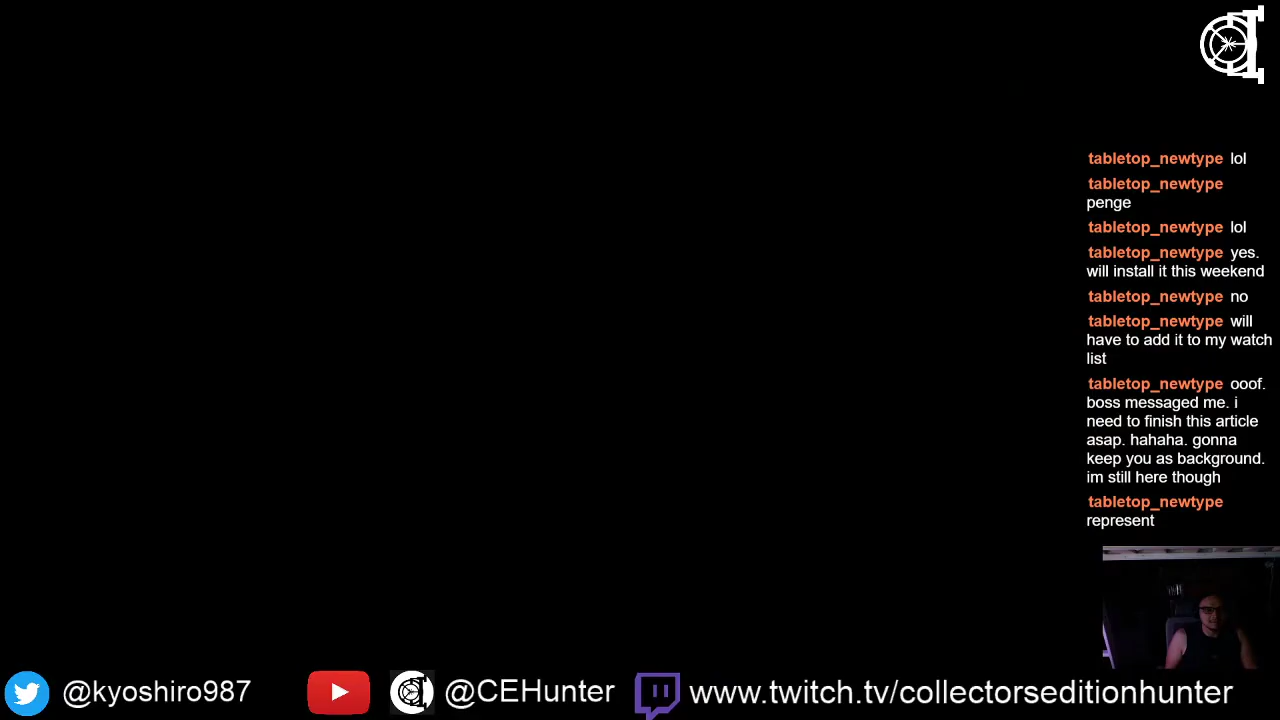 tabletop_newtype lol
tabletop_newtype
penge
tabletop_newtype lol
tabletop_newtype yes.
will install it this weekend
tabletop_newtype no
tabletop_newtype will
have to add it to my watch
list
tabletop_newtype ooof.
boss messaged me. i
need to finish this article
asap. hahaha. gonna
keep you as background.
im still here though
tabletop_newtype
represent
@kyoshiro987
@CEHunter
www.twitch.tv/collectorseditionhunter